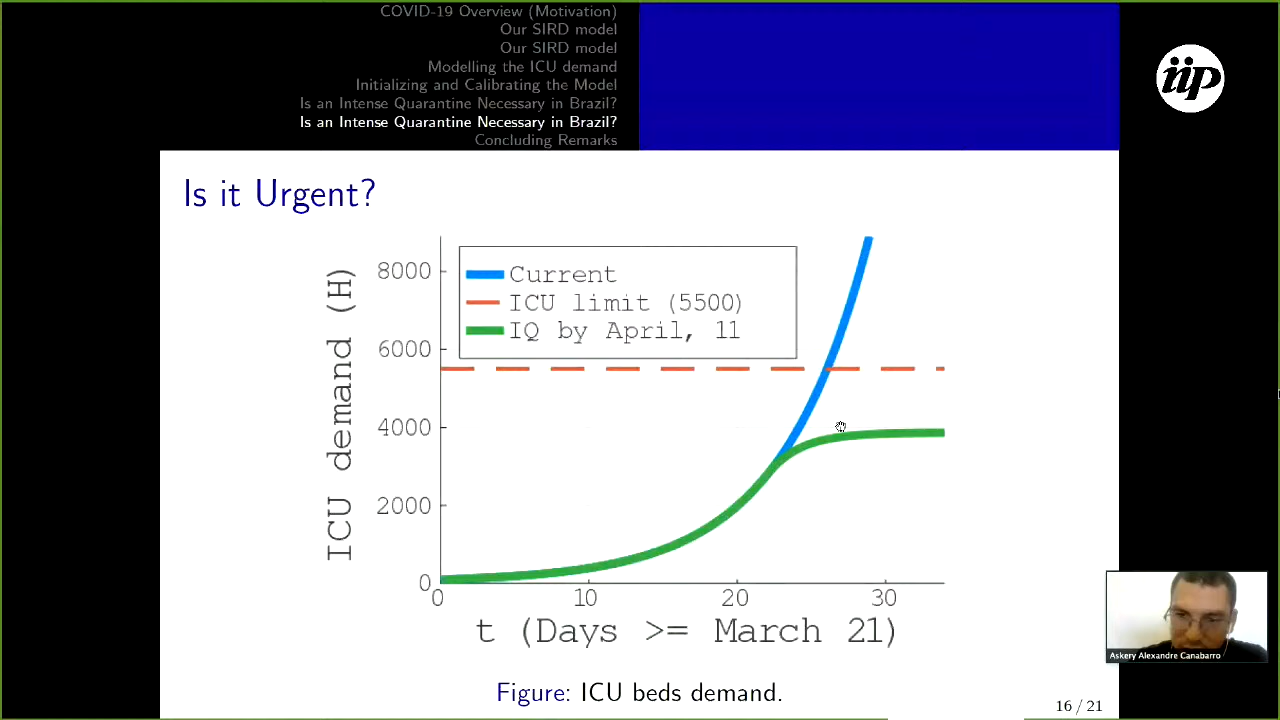 COVID-19 Overview (Motivation)
Our SIRD model
Our SIRD model
Modelling the ICU demand
Initializing and Calibrating the Model
Is an Intense Quarantine Necessary in Brazil?
Is an Intense Quarantine Necessary in Brazil?
Concluding Remarks
iip
Is it Urgent?
ICU demand (H)
8000
6000
4000
2000
0
Current
ICU limit (5500)
IQ by April, 11
0 10 20 30
t (Days >= March 21)
Figure: ICU beds demand.
Askery Alexandre Canabarro
16 / 21